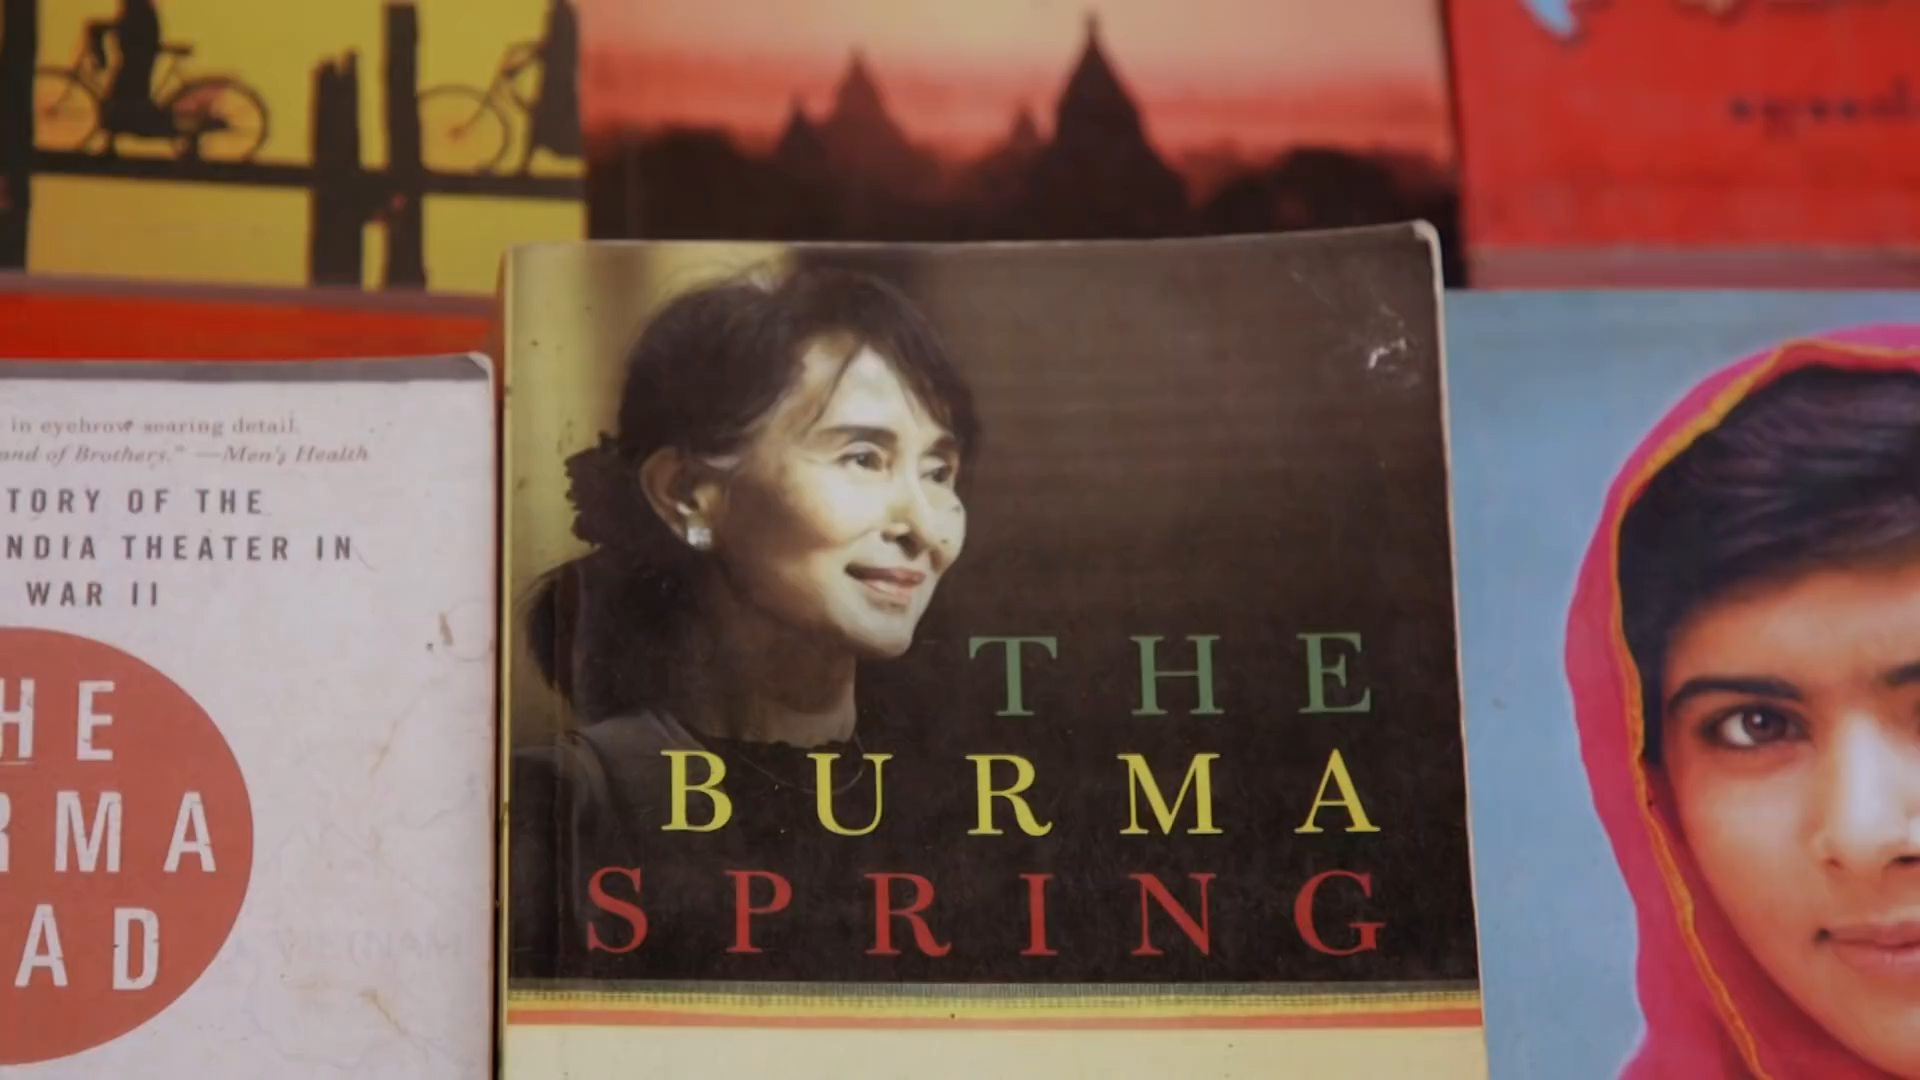 in eyebrow-searing detail,
and of Brothers." —Men's Health
TORY OF THE
NDIA THEATER IN
WAR II
HE
RMA
AD
THE
BURMA
SPRING